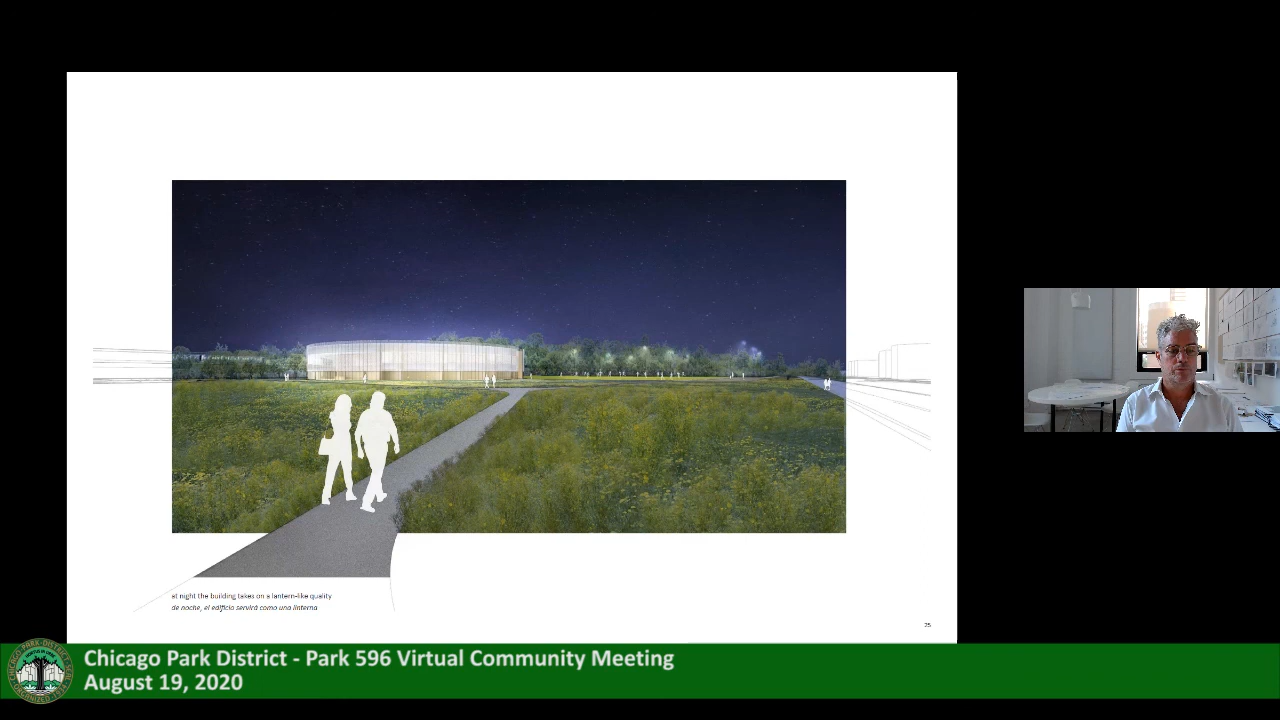 at night the building takes on a lantern-like quality
de noche, el edificio servirá como una linterna
25
Chicago Park District - Park 596 Virtual Community Meeting
August 19, 2020